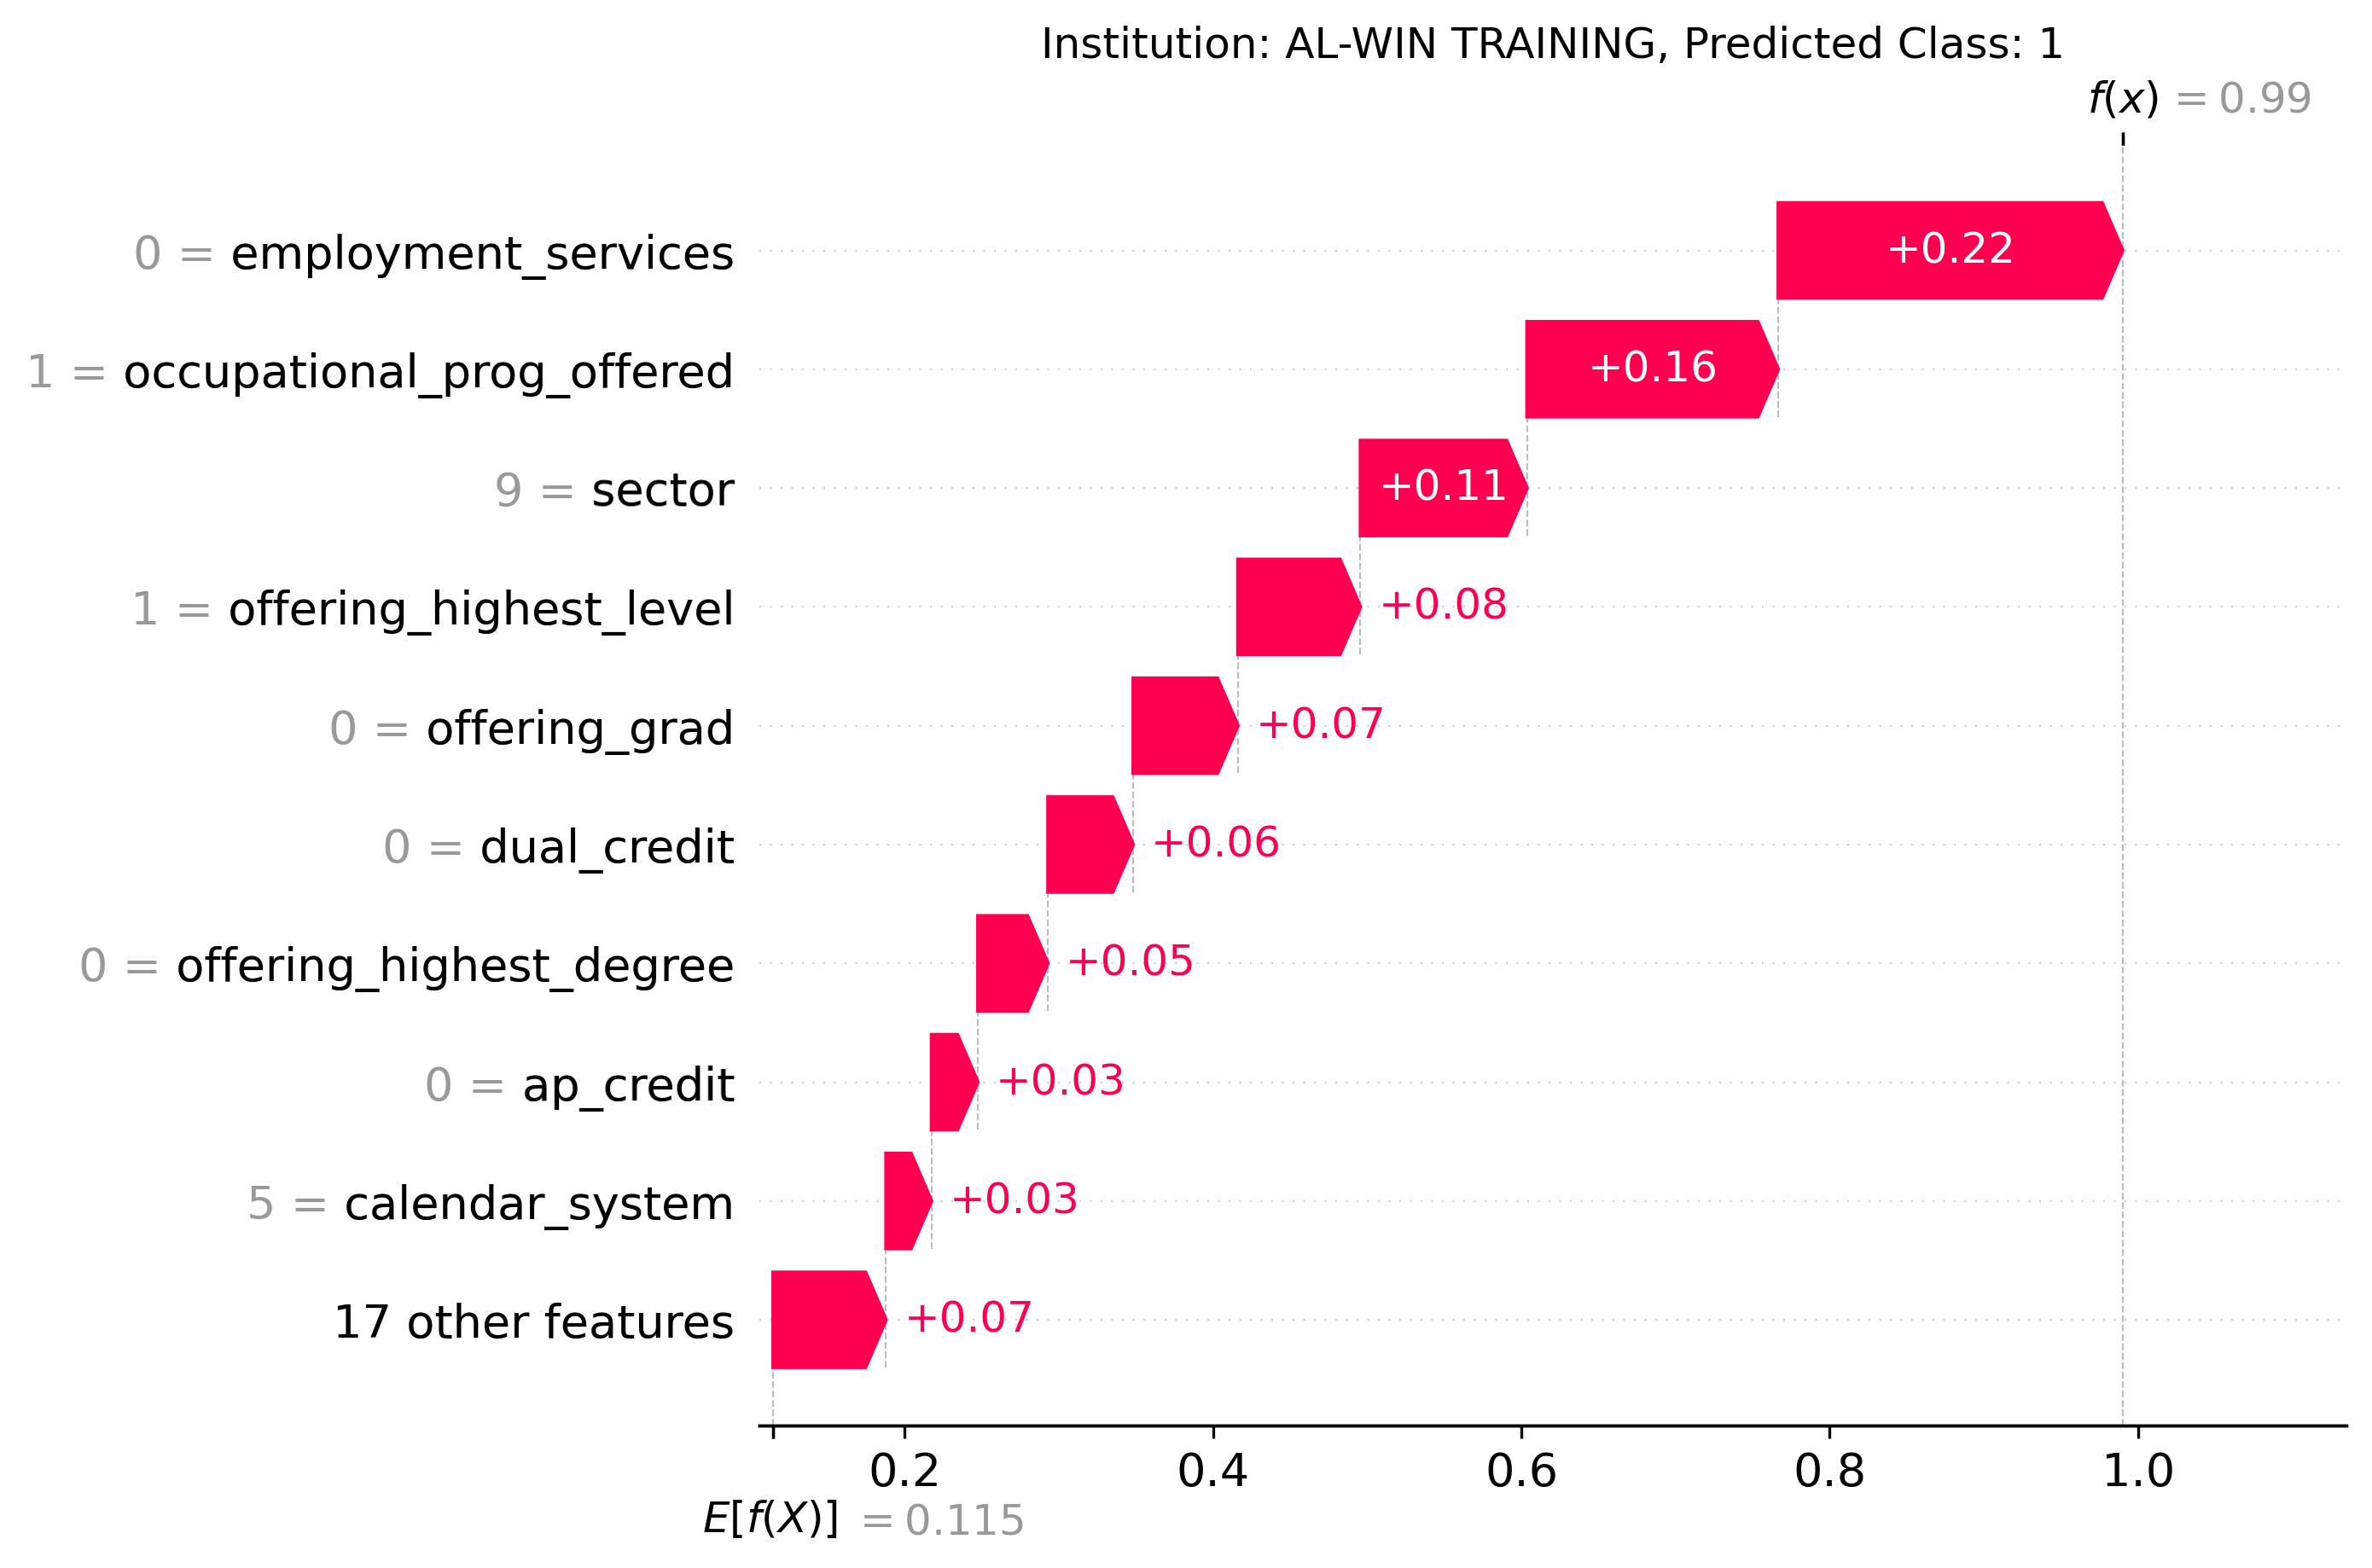 Institution: AL-WIN TRAINING, Predicted Class: 1
f(x) = 0.99
0 = employment_services +0.22
1 = occupational_prog_offered +0.16
9 = sector +0.11
1 = offering_highest_level +0.08
0 = offering_grad +0.07
0 = dual_credit +0.06
0 = offering_highest_degree +0.05
0 = ap_credit +0.03
5 = calendar_system +0.03
17 other features +0.07
0.2 0.4 0.6 0.8 1.0
E[f(X)] = 0.115